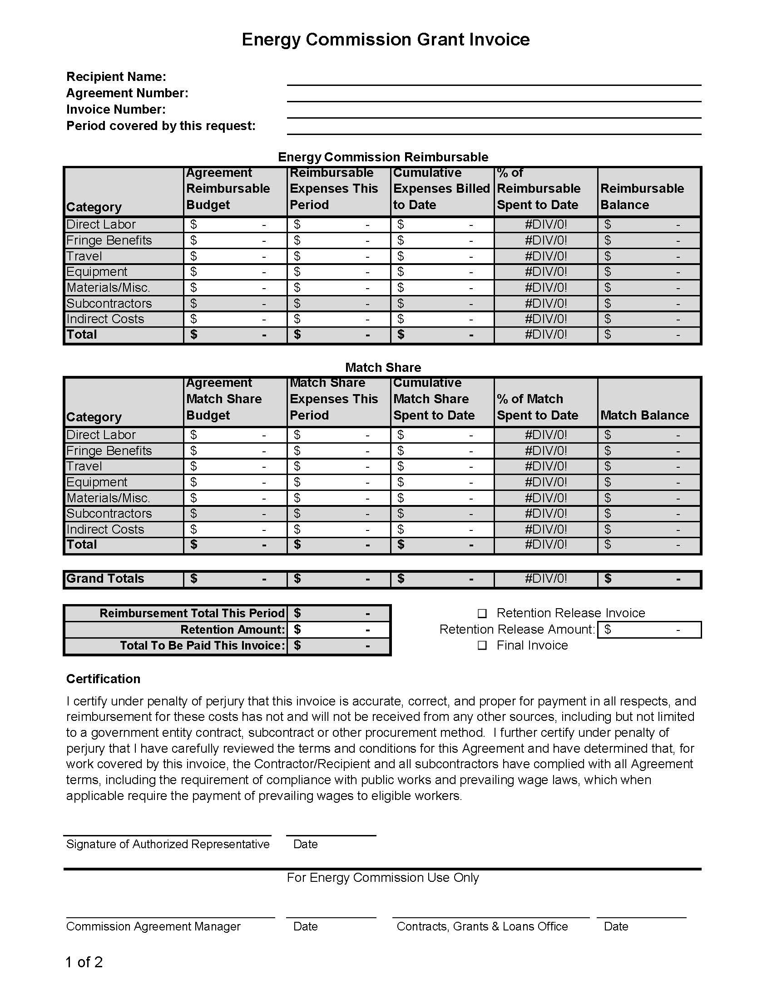 Energy Commission Grant Invoice
Recipient Name:
Agreement Number:
Invoice Number:
Period covered by this request:
Energy Commission Reimbursable
Category Agreement Reimbursable Budget Reimbursable Expenses This Period Cumulative Expenses Billed to Date % of Reimbursable Spent to Date Reimbursable Balance
Direct Labor $ - $ - $ - #DIV/0! $ -
Fringe Benefits $ - $ - $ - #DIV/0! $ -
Travel $ - $ - $ - #DIV/0! $ -
Equipment $ - $ - $ - #DIV/0! $ -
Materials/Misc. $ - $ - $ - #DIV/0! $ -
Subcontractors $ - $ - $ - #DIV/0! $ -
Indirect Costs $ - $ - $ - #DIV/0! $ -
Total $ - $ - $ - #DIV/0! $ -
Match Share
Category Agreement Match Share Budget Match Share Expenses This Period Cumulative Match Share Spent to Date % of Match Spent to Date Match Balance
Direct Labor $ - $ - $ - #DIV/0! $ -
Fringe Benefits $ - $ - $ - #DIV/0! $ -
Travel $ - $ - $ - #DIV/0! $ -
Equipment $ - $ - $ - #DIV/0! $ -
Materials/Misc. $ - $ - $ - #DIV/0! $ -
Subcontractors $ - $ - $ - #DIV/0! $ -
Indirect Costs $ - $ - $ - #DIV/0! $ -
Total $ - $ - $ - #DIV/0! $ -
Grand Totals $ - $ - $ - #DIV/0! $ -
Reimbursement Total This Period $ - ❑ Retention Release Invoice
Retention Amount: $ - Retention Release Amount: $ -
Total To Be Paid This Invoice: $ - ❑ Final Invoice
Certification
I certify under penalty of perjury that this invoice is accurate, correct, and proper for payment in all respects, and
reimbursement for these costs has not and will not be received from any other sources, including but not limited
to a government entity contract, subcontract or other procurement method.  I further certify under penalty of
perjury that I have carefully reviewed the terms and conditions for this Agreement and have determined that, for
work covered by this invoice, the Contractor/Recipient and all subcontractors have complied with all Agreement
terms, including the requirement of compliance with public works and prevailing wage laws, which when
applicable require the payment of prevailing wages to eligible workers.
Signature of Authorized Representative Date
For Energy Commission Use Only
Commission Agreement Manager Date Contracts, Grants & Loans Office Date
1 of 2